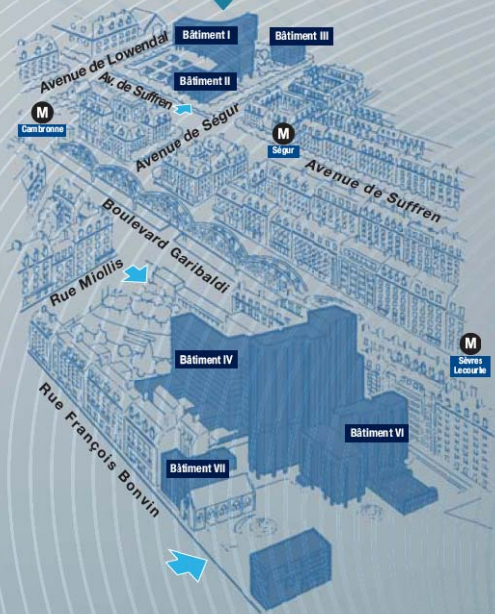 Bâtiment I
Bâtiment III
Avenue de Lowendal
Bâtiment II
Av. de Suffren
M
Cambronne
Avenue de Ségur
M
Ségur
Avenue de Suffren
Boulevard Garibaldi
Rue Miollis
M
Sèvres
Lecourbe
Bâtiment IV
Rue François Bonvin
Bâtiment VI
Bâtiment VII